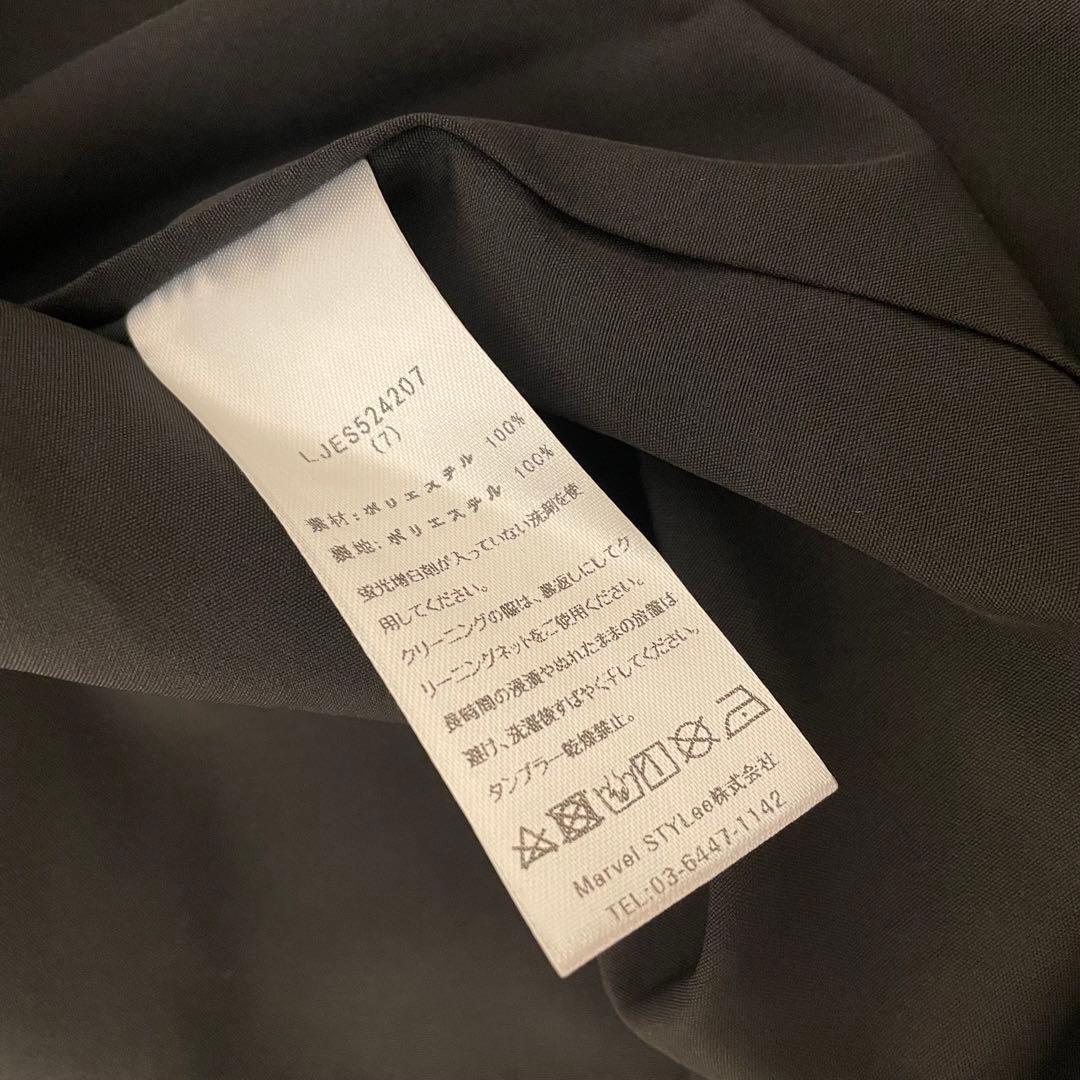 LJES524207
(7)
素材:ポリエステル 100%
裏地:ポリエステル 100%
蛍光増白剤が入っていない洗剤を使
用してください。
クリーニングの際は、裏返しにしてク
リーニングネットをご使用ください。
長時間の浸漬やぬれたままの放置は
避け、洗濯後すばやく干してください。
タンブラー乾燥禁止。
Marvel STYLee株式会社
TEL:03-6447-1142